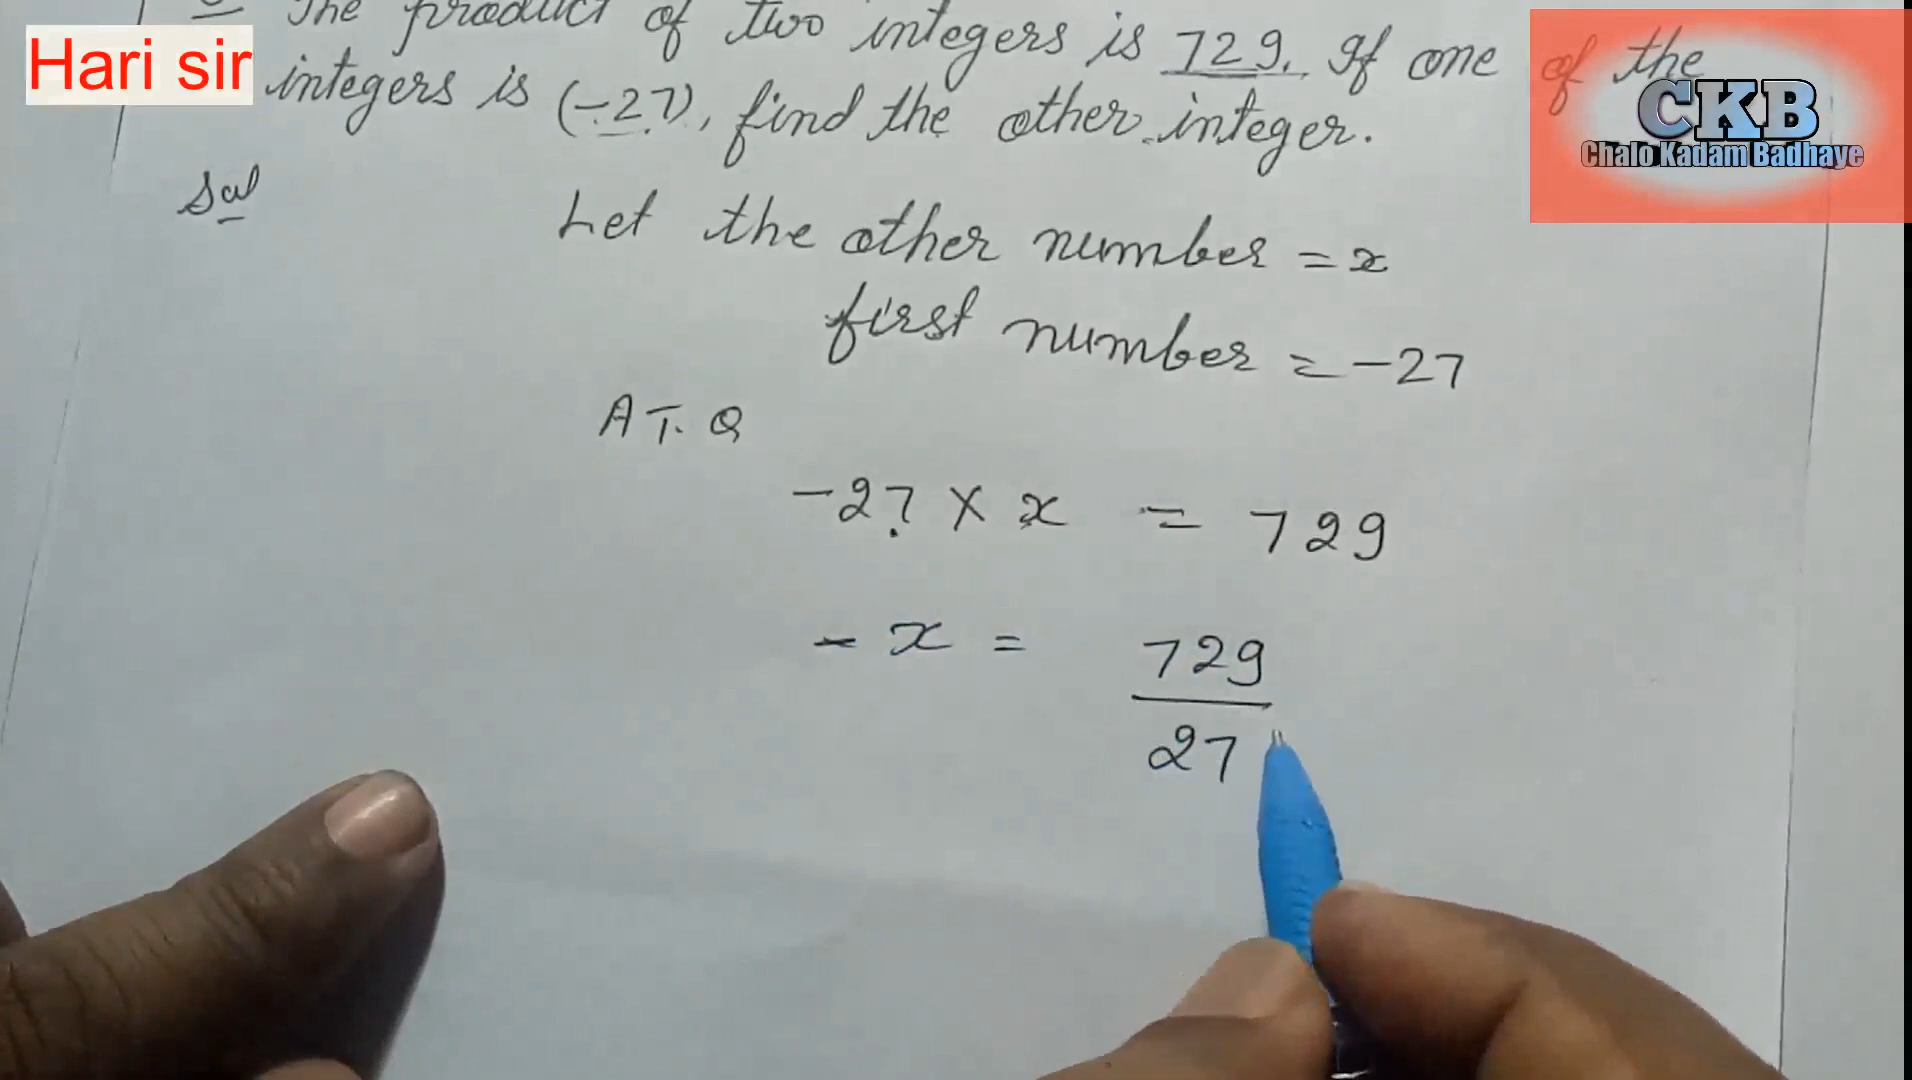 The product of two integers is 729. If one of the
integers is (-27), find the other integer.
Hari sir
CKB
Chalo Kadam Badhaye
Sol
Let the other number = x
first number = -27
A T. Q
-27 × x = 729
- x = 729
27